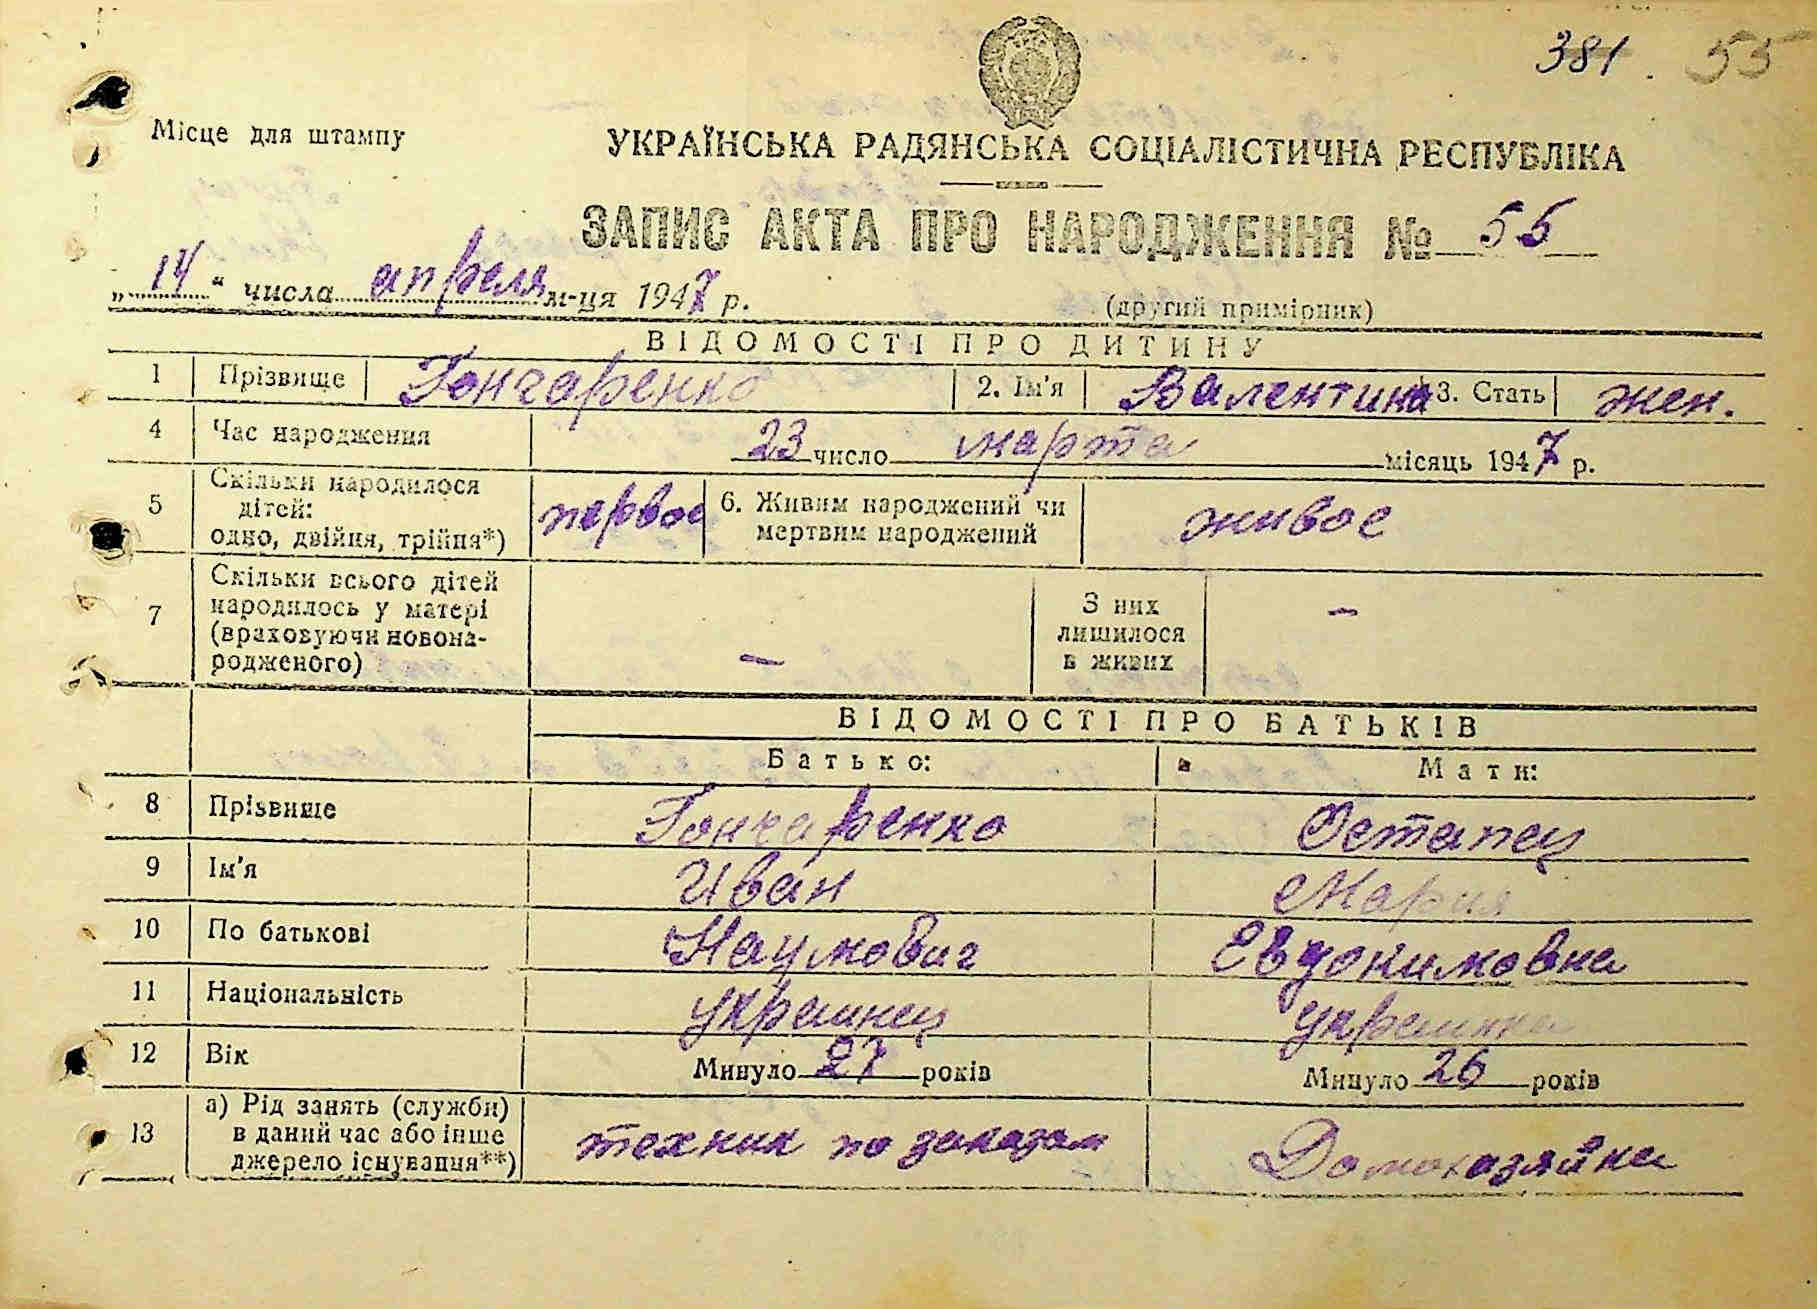 381. 55
Місце для штампу
УКРАЇНСЬКА РАДЯНСЬКА СОЦІАЛІСТИЧНА РЕСПУБЛІКА
ЗАПИС АКТА ПРО НАРОДЖЕННЯ № 55
„14“ числа апреля м-ця 1947 р.
(другий примірник)
ВІДОМОСТІ ПРО ДИТИНУ
1 Прізвище Гончаренко 2. Ім'я Валентина 3. Стать жен.
4 Час народження 23 число марта місяць 1947 р.
5 Скільки народилося дітей: одно, двійня, трійня*) первое 6. Живим народжений чи мертвим народжений живое
7 Скільки всього дітей народилось у матері (враховуючи новонародженого) — З них лишилося в живих —
ВІДОМОСТІ ПРО БАТЬКІВ
Батько: Мати:
8 Прізвище Гончаренко Остапец
9 Ім'я Иван Мария
10 По батькові Наумович Евдокимовна
11 Національність украинец украинка
12 Вік Минуло 27 років Минуло 26 років
13 а) Рід занять (служби) в даний час або інше джерело існування**) техник по заказам Домохозяйка